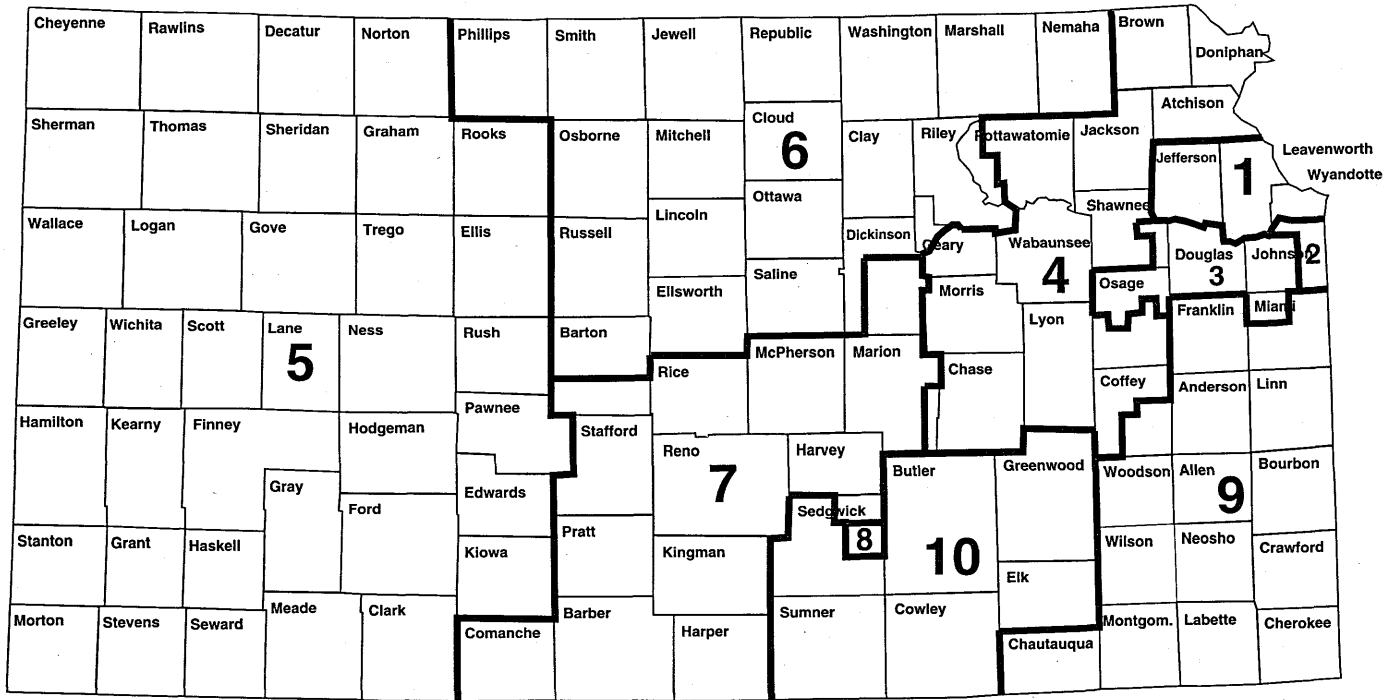 Cheyenne Rawlins Decatur Norton Phillips Smith Jewell Republic Washington Marshall Nemaha Brown
Doniphan
Atchison
Sherman Thomas Sheridan Graham Rooks Osborne Mitchell Cloud Clay Riley Pottawatomie Jackson
6
Jefferson 1 Leavenworth
Wyandotte
Ottawa
Shawnee
Wallace Logan Gove Trego Ellis Russell Lincoln
Dickinson Geary Wabaunsee Douglas Johnson 2
Saline 4 3
Ellsworth Morris Osage
Greeley Wichita Scott Lane Ness Rush Barton Lyon Franklin Miami
5
Rice McPherson Marion Chase Coffey Anderson Linn
Hamilton Kearny Finney Hodgeman Pawnee Stafford
Reno Harvey Butler Greenwood Woodson Allen Bourbon
7 9
Gray Ford Edwards Sedgwick
8
Stanton Grant Haskell Kiowa Pratt Kingman 10 Wilson Neosho Crawford
Elk
Morton Stevens Seward Meade Clark Comanche Barber Harper Sumner Cowley Chautauqua Montgom. Labette Cherokee